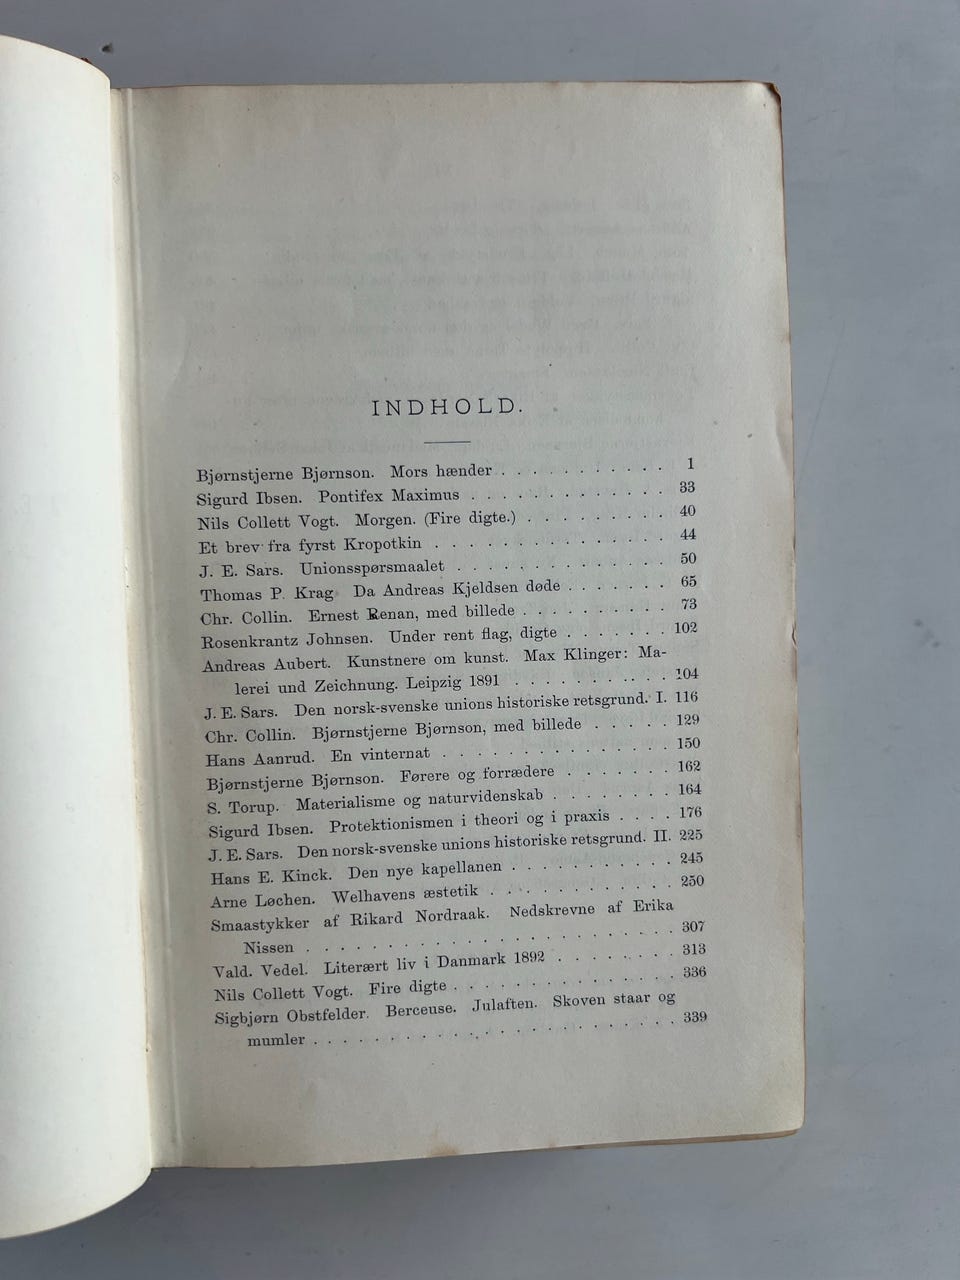 INDHOLD.
Bjørnstjerne Bjørnson. Mors hænder . . . . . . . . . . . 1
Sigurd Ibsen. Pontifex Maximus . . . . . . . . . . . . . 33
Nils Collett Vogt. Morgen. (Fire digte.) . . . . . . . . . 40
Et brev fra fyrst Kropotkin . . . . . . . . . . . . . . 44
J. E. Sars. Unionsspørsmaalet . . . . . . . . . . . . . 50
Thomas P. Krag Da Andreas Kjeldsen døde . . . . . . . 65
Chr. Collin. Ernest Renan, med billede . . . . . . . . . . 73
Rosenkrantz Johnsen. Under rent flag, digte . . . . . . . 102
Andreas Aubert. Kunstnere om kunst. Max Klinger: Ma-
lerei und Zeichnung. Leipzig 1891 . . . . . . . . . . . 104
J. E. Sars. Den norsk-svenske unions historiske retsgrund. I. 116
Chr. Collin. Bjørnstjerne Bjørnson, med billede . . . . . 129
Hans Aanrud. En vinternat . . . . . . . . . . . . . . 150
Bjørnstjerne Bjørnson. Førere og forrædere . . . . . . . 162
S. Torup. Materialisme og naturvidenskab . . . . . . . . 164
Sigurd Ibsen. Protektionismen i theori og i praxis . . . . 176
J. E. Sars. Den norsk-svenske unions historiske retsgrund. II. 225
Hans E. Kinck. Den nye kapellanen . . . . . . . . . . 245
Arne Løchen. Welhavens æstetik . . . . . . . . . . . . 250
Smaastykker af Rikard Nordraak. Nedskrevne af Erika
Nissen . . . . . . . . . . . . . . . . . . . . . . 307
Vald. Vedel. Literært liv i Danmark 1892 . . . . . . . . 313
Nils Collett Vogt. Fire digte . . . . . . . . . . . . . 336
Sigbjørn Obstfelder. Berceuse. Julaften. Skoven staar og
mumler . . . . . . . . . . . . . . . . . . . . . . 339